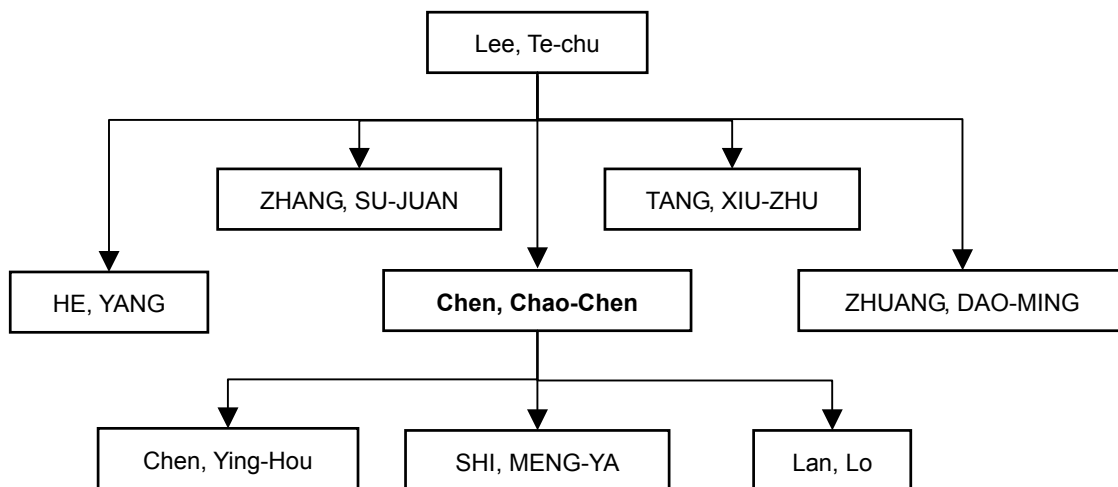 Lee, Te-chu
ZHANG, SU-JUAN
TANG, XIU-ZHU
HE, YANG
Chen, Chao-Chen
ZHUANG, DAO-MING
Chen, Ying-Hou
SHI, MENG-YA
Lan, Lo